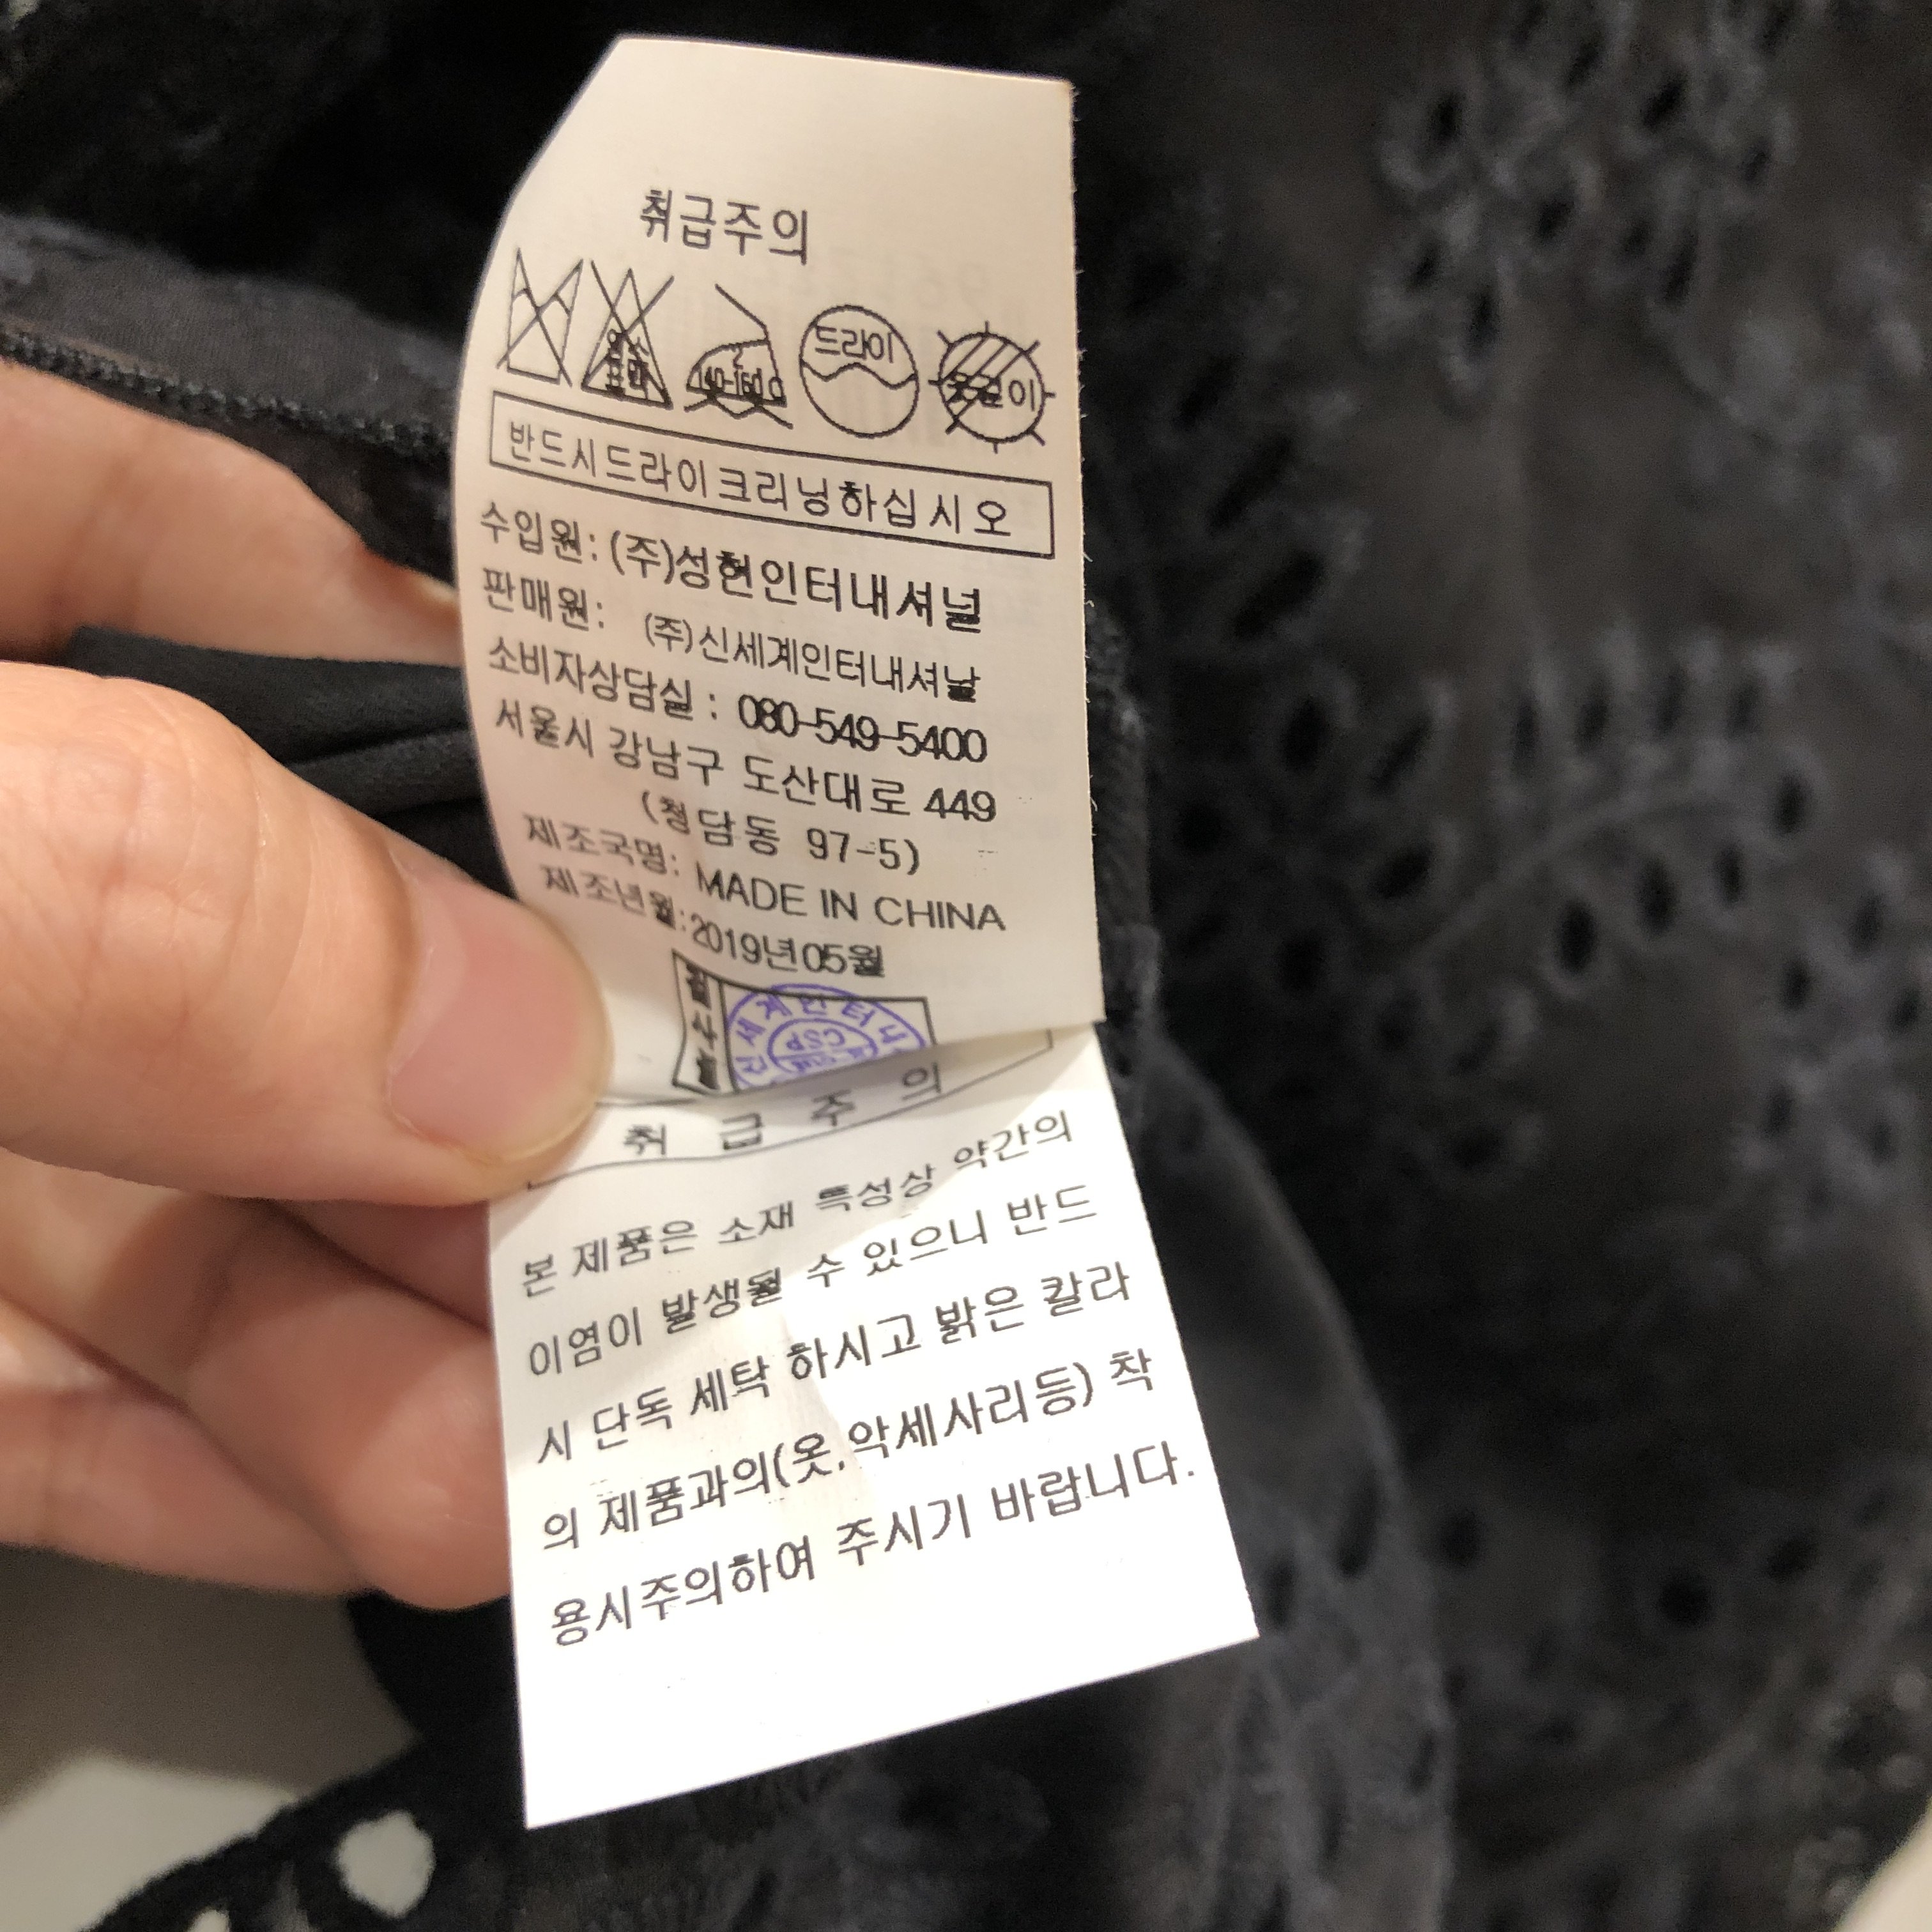 취급주의
드라이
옷걸이
반드시드라이크리닝하십시오
수입원: (주)성현인터내셔널
판매원: (주)신세계인터내셔날
소비자상담실 : 080-549-5400
서울시 강남구 도산대로 449
(청담동 97-5)
제조국명: MADE IN CHINA
제조년월:2019년05월
세계인터
CSP
취 급 주 의
본 제품은 소재 특성상 약간의
이염이 발생될 수 있으니 반드
시 단독 세탁 하시고 밝은 칼라
의 제품과의(옷,악세사리등) 착
용시주의하여 주시기 바랍니다.